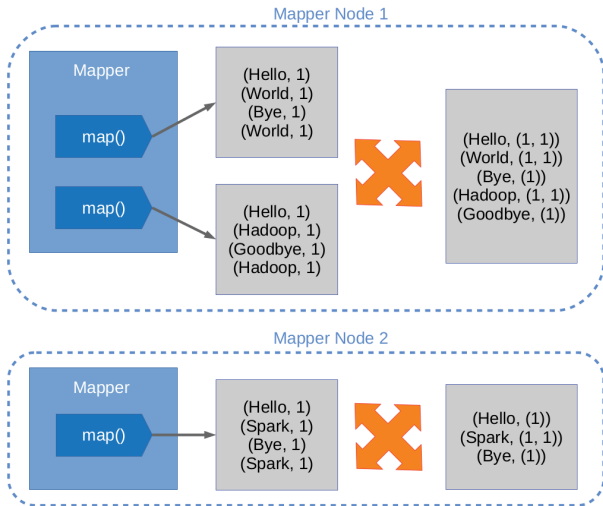 Mapper Node 1
Mapper
map()
map()
(Hello, 1)
(World, 1)
(Bye, 1)
(World, 1)
(Hello, 1)
(Hadoop, 1)
(Goodbye, 1)
(Hadoop, 1)
(Hello, (1, 1))
(World, (1, 1))
(Bye, (1))
(Hadoop, (1, 1))
(Goodbye, (1))
Mapper Node 2
Mapper
map()
(Hello, 1)
(Spark, 1)
(Bye, 1)
(Spark, 1)
(Hello, (1))
(Spark, (1, 1))
(Bye, (1))